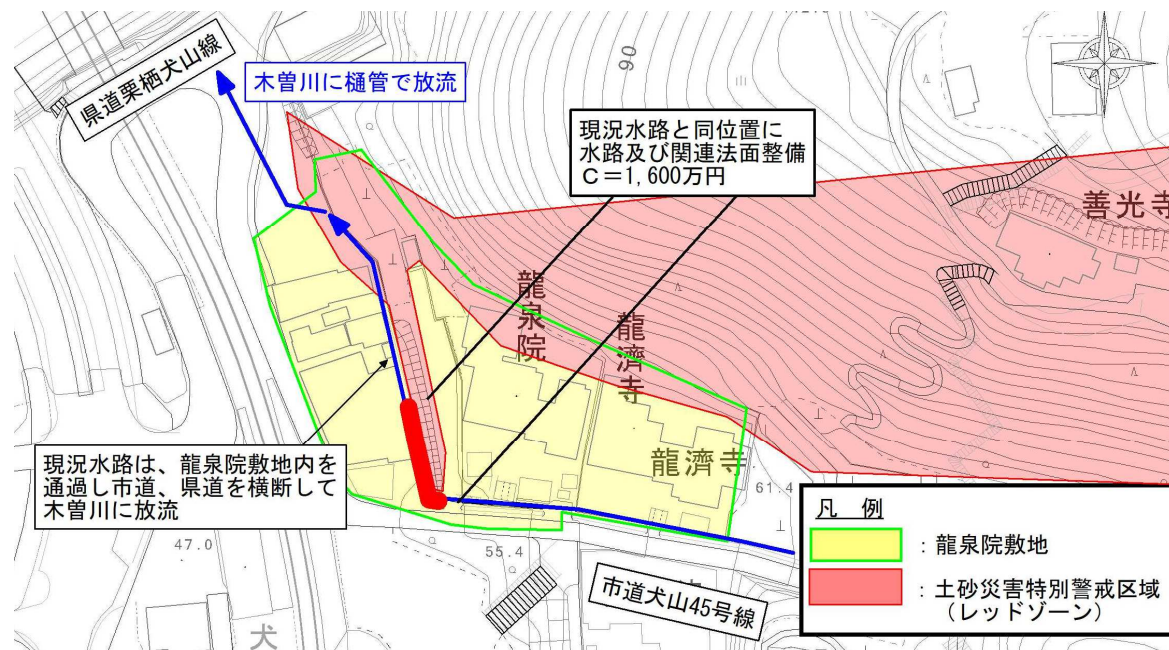 県道栗栖犬山線
木曽川に樋管で放流
90
現況水路と同位置に
水路及び関連法面整備
C=1,600万円
善光寺
龍泉院
龍濟寺
龍濟寺
現況水路は、龍泉院敷地内を
通過し市道、県道を横断して
木曽川に放流
61.4
47.0
55.4
市道犬山45号線
犬
凡 例
:龍泉院敷地
:土砂災害特別警戒区域
(レッドゾーン)